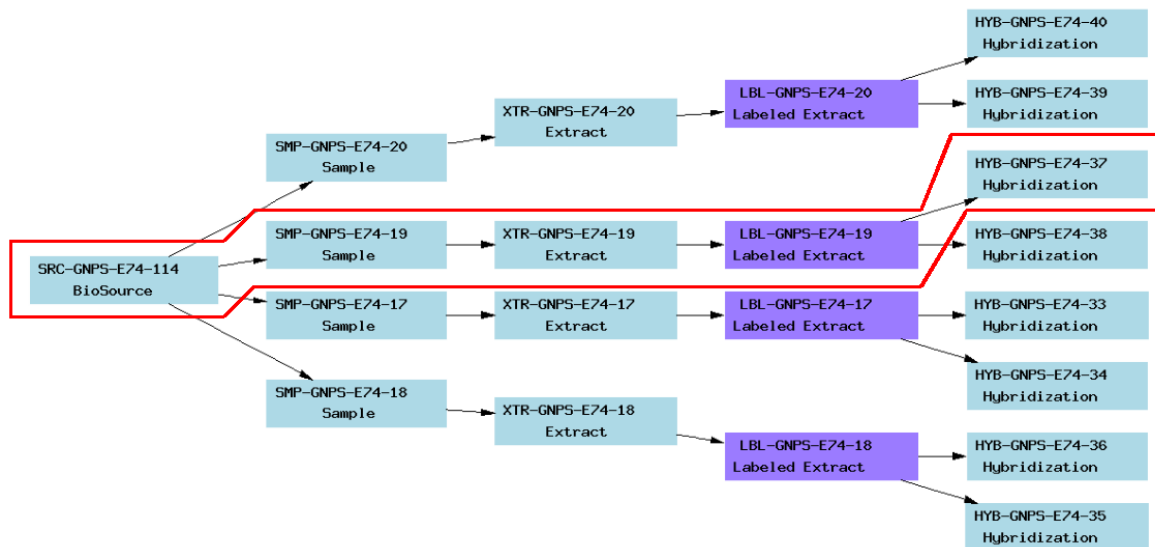 HYB-GNPS-E74-40
Hybridization
LBL-GNPS-E74-20
Labeled Extract
HYB-GNPS-E74-39
Hybridization
XTR-GNPS-E74-20
Extract
SMP-GNPS-E74-20
Sample
HYB-GNPS-E74-37
Hybridization
SMP-GNPS-E74-19
Sample
XTR-GNPS-E74-19
Extract
LBL-GNPS-E74-19
Labeled Extract
HYB-GNPS-E74-38
Hybridization
SRC-GNPS-E74-114
BioSource
SMP-GNPS-E74-17
Sample
XTR-GNPS-E74-17
Extract
LBL-GNPS-E74-17
Labeled Extract
HYB-GNPS-E74-33
Hybridization
HYB-GNPS-E74-34
Hybridization
SMP-GNPS-E74-18
Sample
XTR-GNPS-E74-18
Extract
LBL-GNPS-E74-18
Labeled Extract
HYB-GNPS-E74-36
Hybridization
HYB-GNPS-E74-35
Hybridization